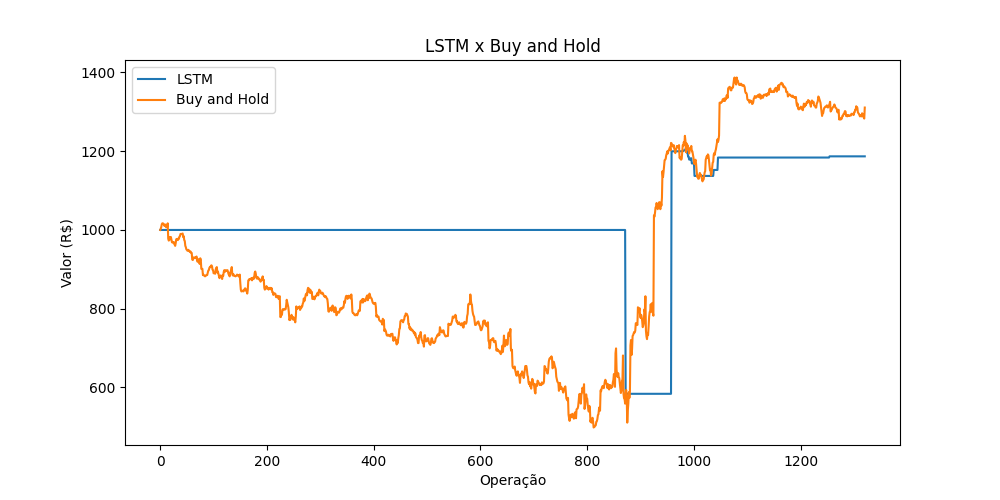 LSTM x Buy and Hold
LSTM
Buy and Hold
Valor (R$)
1400
1200
1000
800
600
0 200 400 600 800 1000 1200
Operação